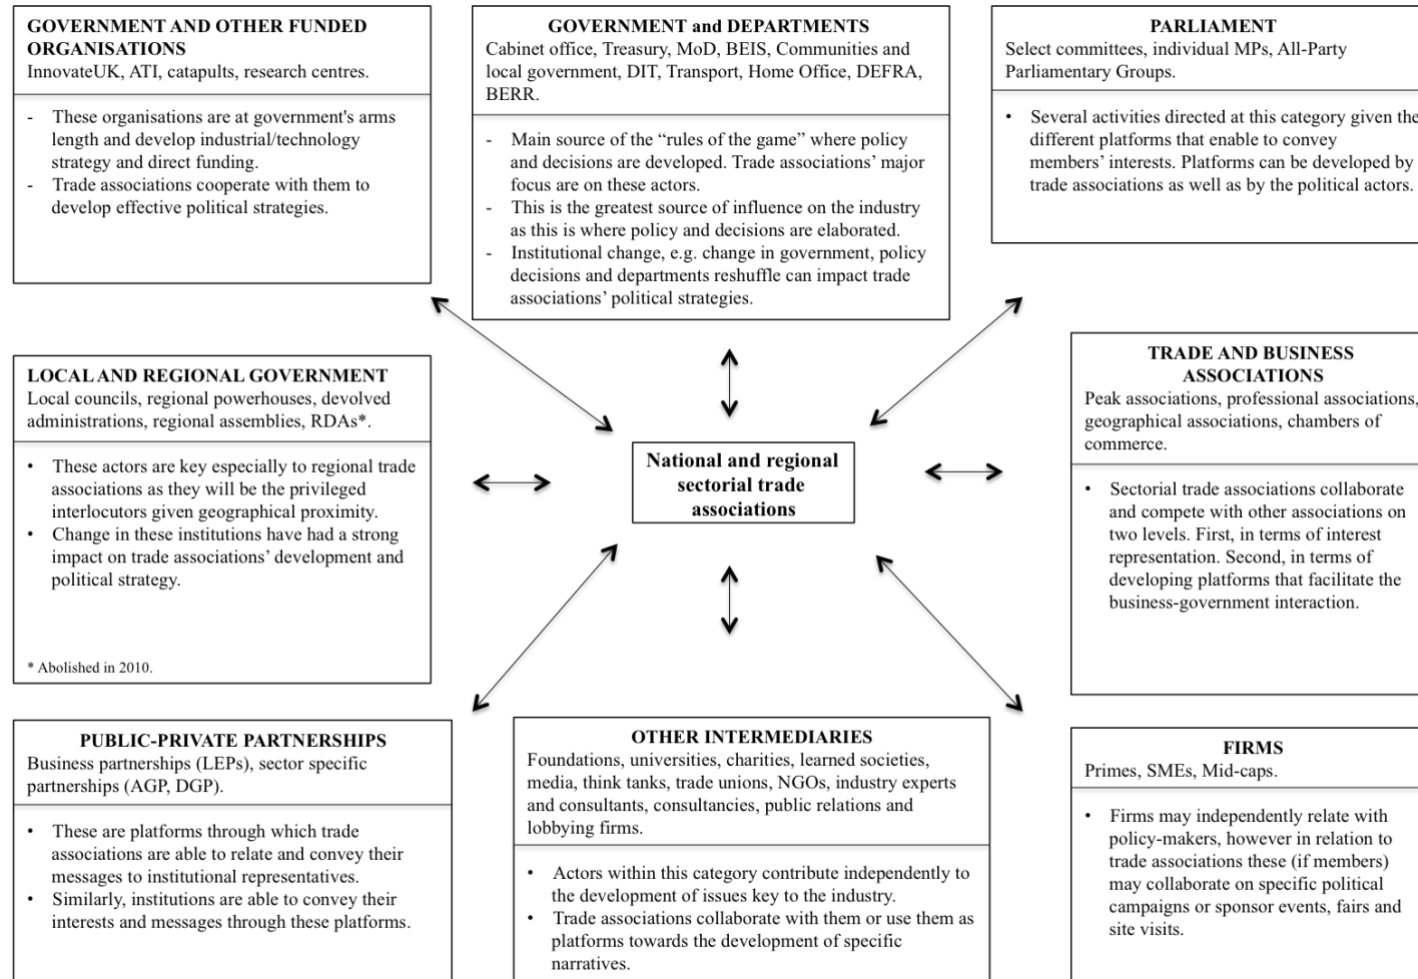 GOVERNMENT AND OTHER FUNDED
ORGANISATIONS
InnovateUK, ATI, catapults, research centres.
- These organisations are at government's arms
length and develop industrial/technology
strategy and direct funding.
- Trade associations cooperate with them to
develop effective political strategies.
GOVERNMENT and DEPARTMENTS
Cabinet office, Treasury, MoD, BEIS, Communities and
local government, DIT, Transport, Home Office, DEFRA,
BERR.
- Main source of the “rules of the game” where policy
and decisions are developed. Trade associations’ major
focus are on these actors.
- This is the greatest source of influence on the industry
as this is where policy and decisions are elaborated.
- Institutional change, e.g. change in government, policy
decisions and departments reshuffle can impact trade
associations’ political strategies.
PARLIAMENT
Select committees, individual MPs, All-Party
Parliamentary Groups.
• Several activities directed at this category given the
different platforms that enable to convey
members’ interests. Platforms can be developed by
trade associations as well as by the political actors.
LOCAL AND REGIONAL GOVERNMENT
Local councils, regional powerhouses, devolved
administrations, regional assemblies, RDAs*.
• These actors are key especially to regional trade
associations as they will be the privileged
interlocutors given geographical proximity.
• Change in these institutions have had a strong
impact on trade associations’ development and
political strategy.
* Abolished in 2010.
National and regional
sectorial trade
associations
TRADE AND BUSINESS
ASSOCIATIONS
Peak associations, professional associations,
geographical associations, chambers of
commerce.
• Sectorial trade associations collaborate
and compete with other associations on
two levels. First, in terms of interest
representation. Second, in terms of
developing platforms that facilitate the
business-government interaction.
PUBLIC-PRIVATE PARTNERSHIPS
Business partnerships (LEPs), sector specific
partnerships (AGP, DGP).
• These are platforms through which trade
associations are able to relate and convey their
messages to institutional representatives.
• Similarly, institutions are able to convey their
interests and messages through these platforms.
OTHER INTERMEDIARIES
Foundations, universities, charities, learned societies,
media, think tanks, trade unions, NGOs, industry experts
and consultants, consultancies, public relations and
lobbying firms.
• Actors within this category contribute independently to
the development of issues key to the industry.
• Trade associations collaborate with them or use them as
platforms towards the development of specific
narratives.
FIRMS
Primes, SMEs, Mid-caps.
• Firms may independently relate with
policy-makers, however in relation to
trade associations these (if members)
may collaborate on specific political
campaigns or sponsor events, fairs and
site visits.